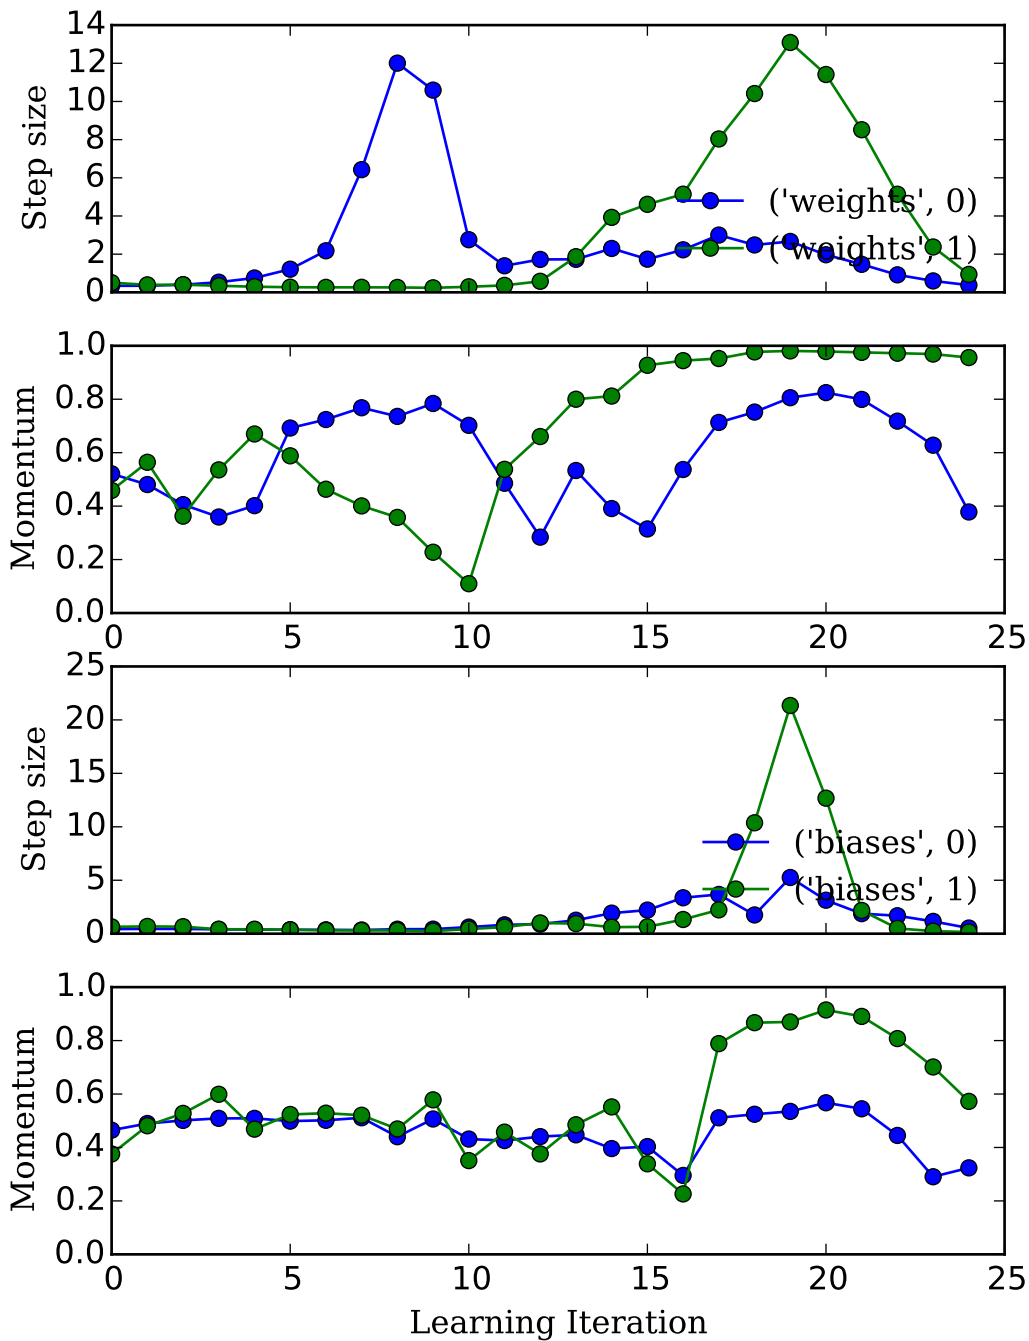 14
12
10
8
6
4
2
0
Step size
('weights', 0)
('weights', 1)
1.0
0.8
0.6
0.4
0.2
0.0
Momentum
0 5 10 15 20 25
25
20
15
10
5
0
Step size
('biases', 0)
('biases', 1)
1.0
0.8
0.6
0.4
0.2
0.0
Momentum
0 5 10 15 20 25
Learning Iteration